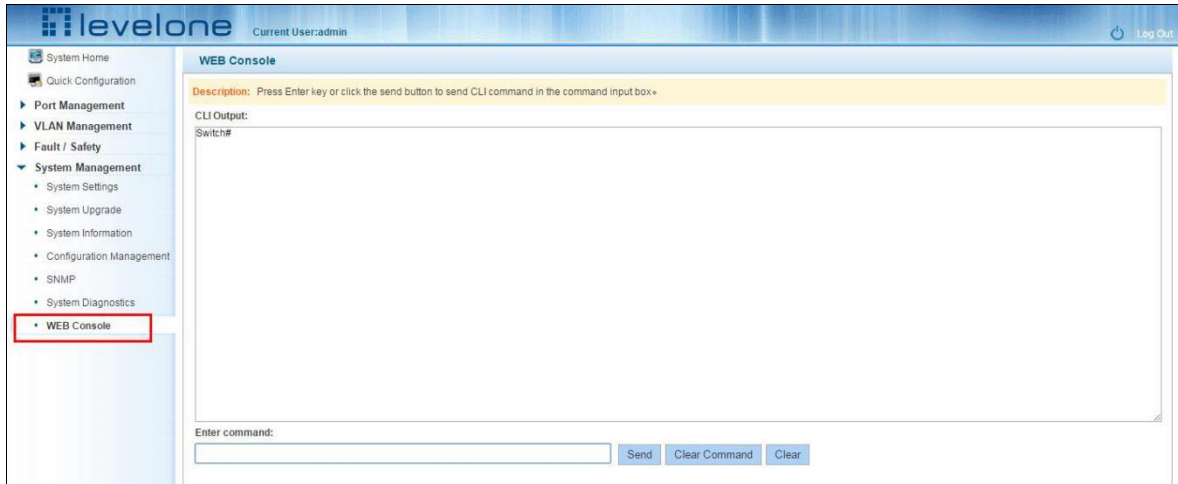 levelone
Current User:admin
Log Out
System Home
Quick Configuration
Port Management
VLAN Management
Fault / Safety
System Management
System Settings
System Upgrade
System Information
Configuration Management
SNMP
System Diagnostics
WEB Console
WEB Console
Description: Press Enter key or click the send button to send CLI command in the command input box。
CLI Output:
Switch#
Enter command:
Send Clear Command Clear